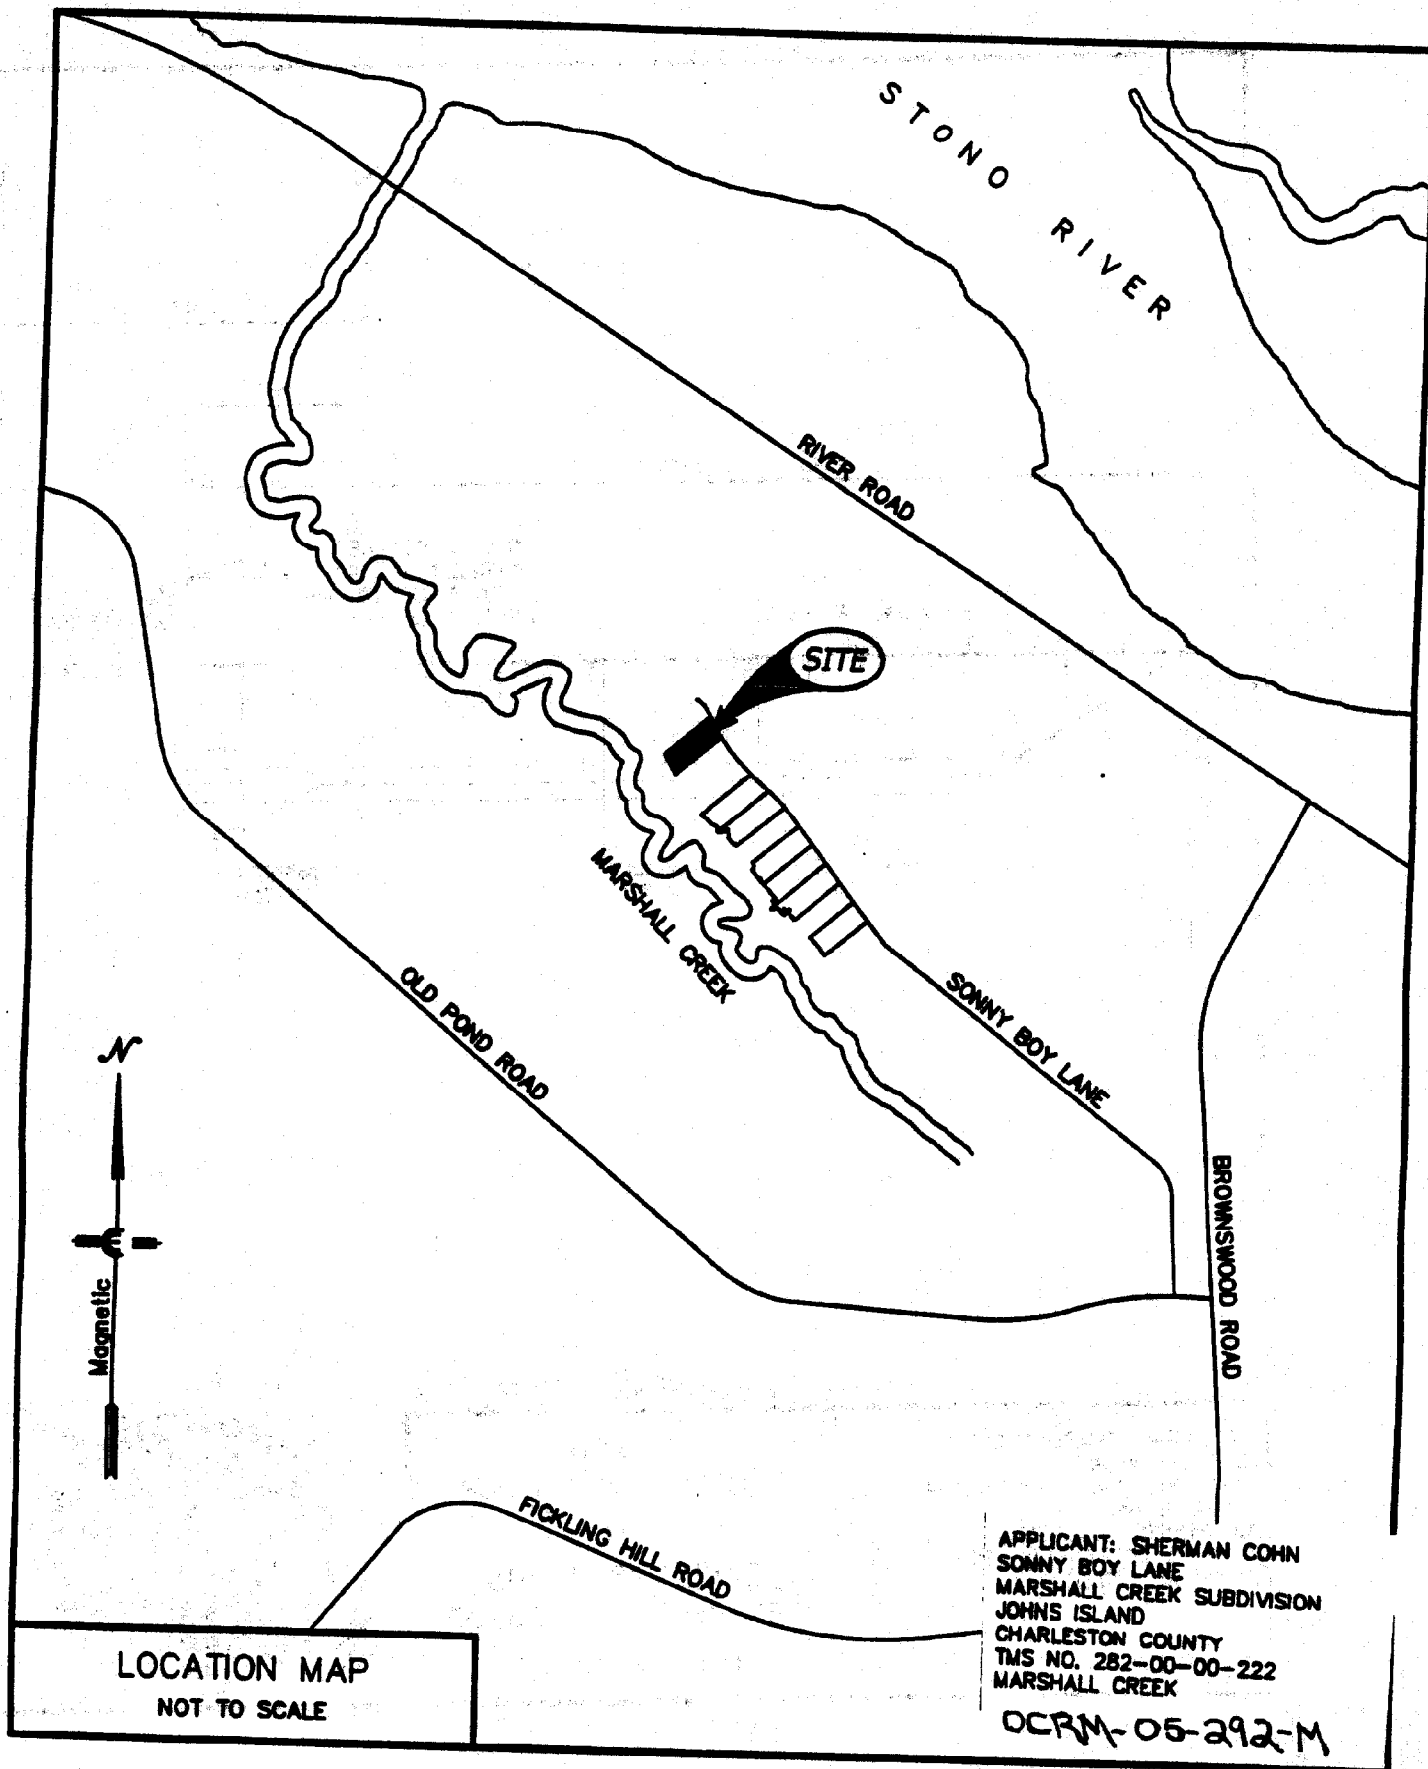 STONO RIVER
RIVER ROAD
SITE
MARSHALL CREEK
OLD POND ROAD
SONNY BOY LANE
N
BROWNSWOOD ROAD
Magnetic
FICKLING HILL ROAD
APPLICANT: SHERMAN COHN
SONNY BOY LANE
MARSHALL CREEK SUBDIVISION
JOHNS ISLAND
CHARLESTON COUNTY
TMS NO. 282-00-00-222
MARSHALL CREEK
OCRM-05-292-M
LOCATION MAP
NOT TO SCALE